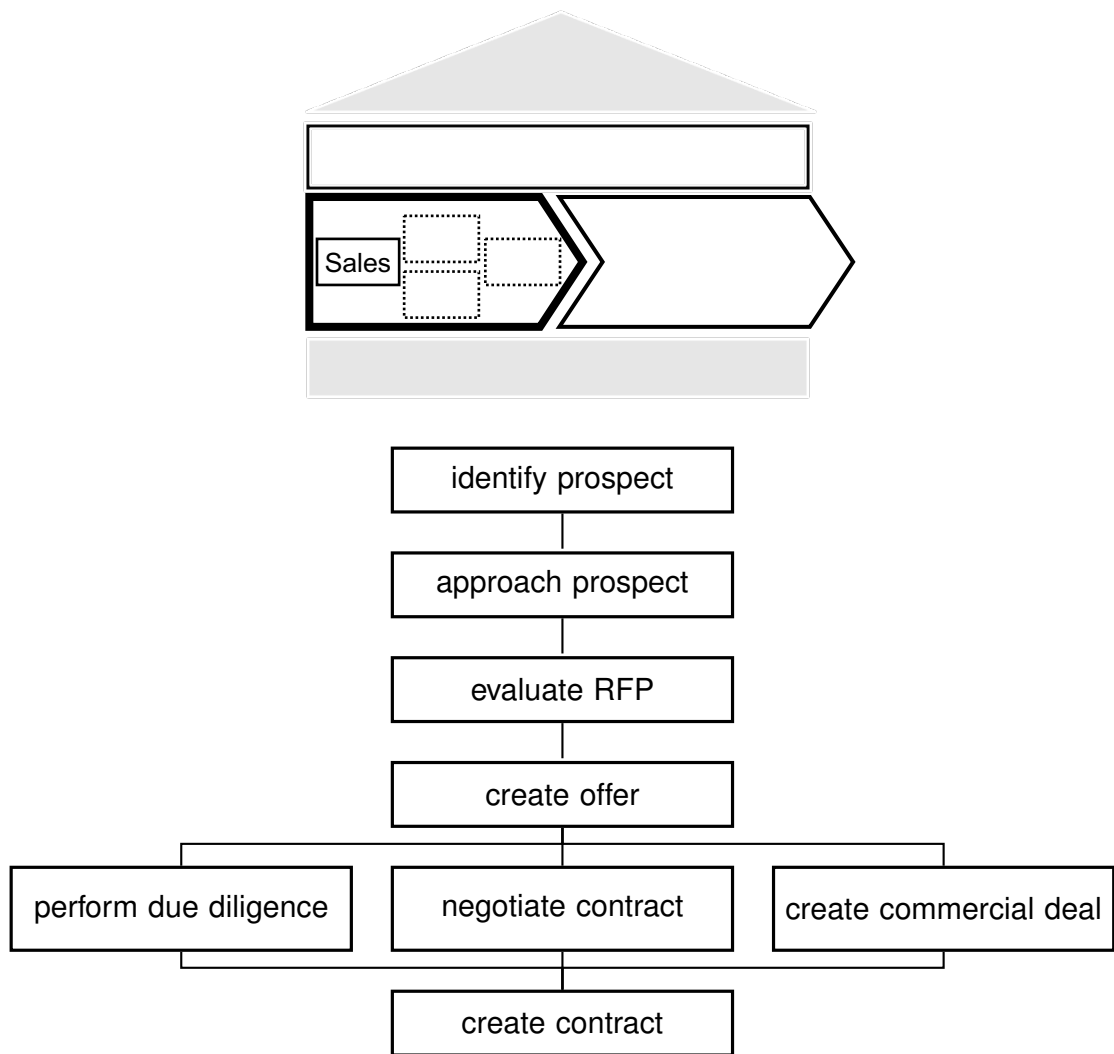 Sales
identify prospect
approach prospect
evaluate RFP
create offer
perform due diligence
negotiate contract
create commercial deal
create contract